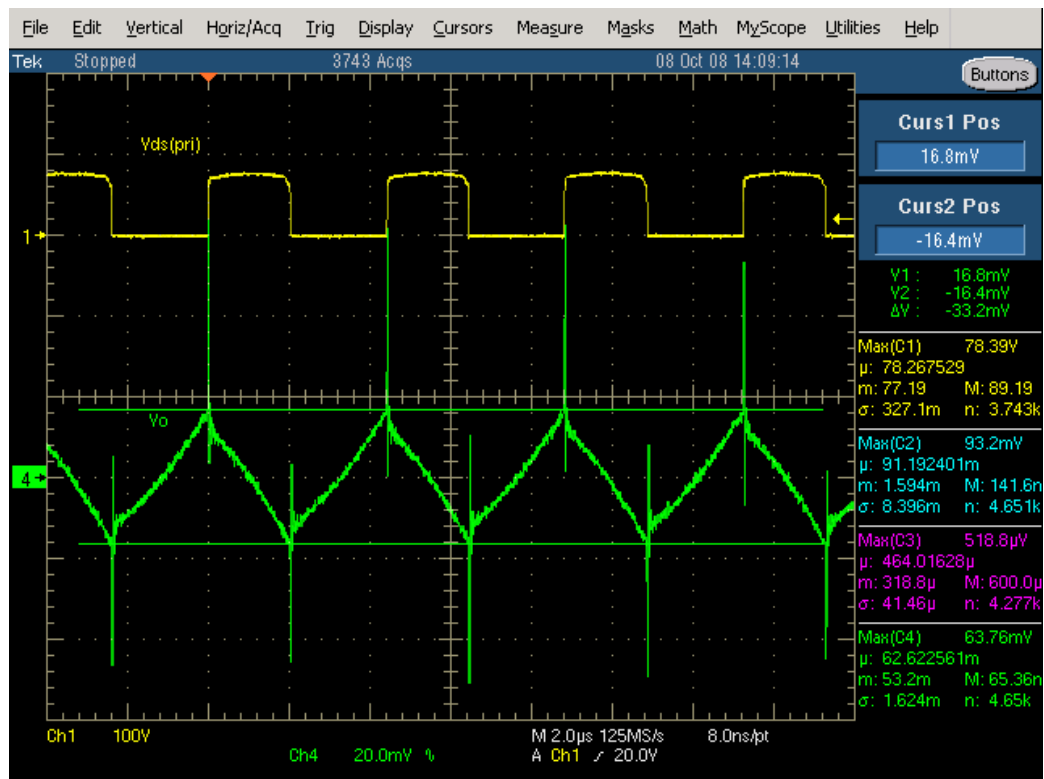 File Edit Vertical Horiz/Acq Trig Display Cursors Measure Masks Math MyScope Utilities Help
Tek Stopped 3743 Acqs 08 Oct 08 14:09:14
Buttons
Curs1 Pos
16.8mV
Curs2 Pos
-16.4mV
V1 : 16.8mV
V2 : -16.4mV
ΔV : -33.2mV
Max(C1) 78.39V
µ: 78.267529
m: 77.19 M: 89.19
σ: 327.1m n: 3.743k
Max(C2) 93.2mV
µ: 91.192401m
m: 1.594m M: 141.6m
σ: 8.396m n: 4.651k
Max(C3) 518.8µV
µ: 464.01628µ
m: 318.8µ M: 600.0µ
σ: 41.46µ n: 4.277k
Max(C4) 63.76mV
µ: 62.622561m
m: 53.2m M: 65.36m
σ: 1.624m n: 4.65k
Vds(pri)
1
Vo
4
Ch1 100V M 2.0µs 125MS/s 8.0ns/pt
Ch4 20.0mV A Ch1 20.0V